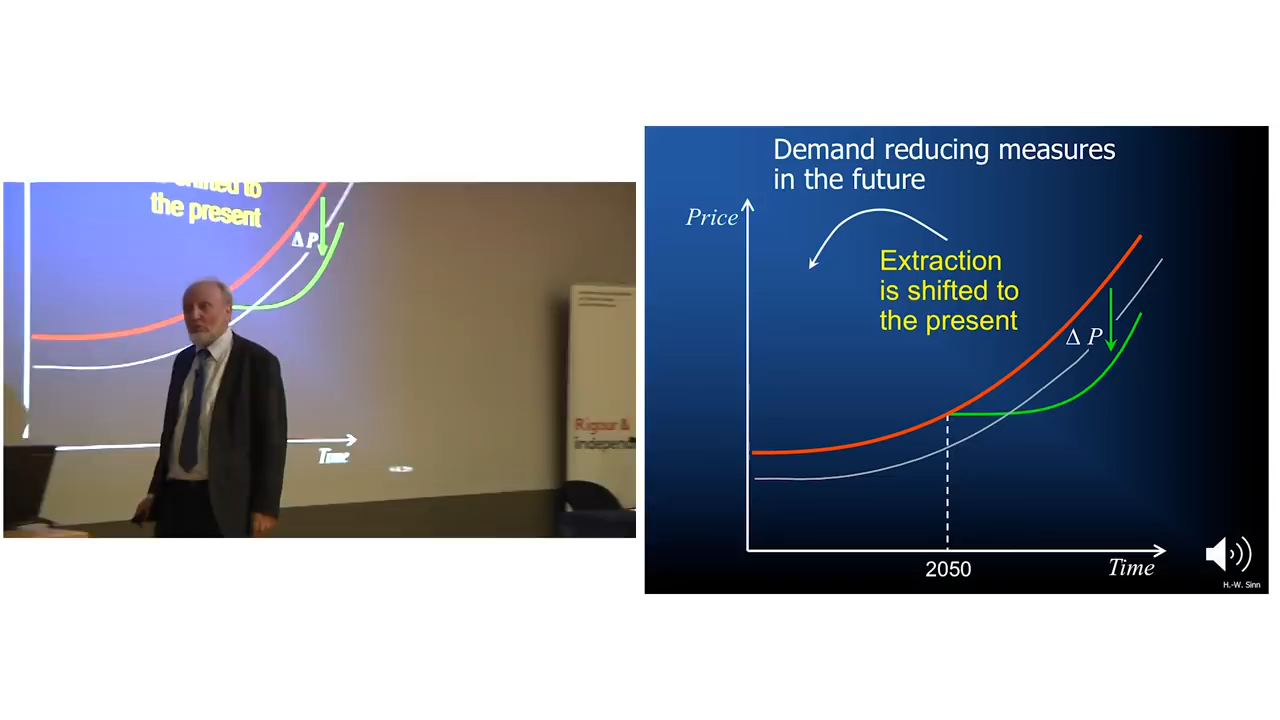 shifted to
the present
Δ P
Time
Rigour &
independ
Demand reducing measures
in the future
Price
Extraction
is shifted to
the present
Δ P
2050
Time
H.-W. Sinn